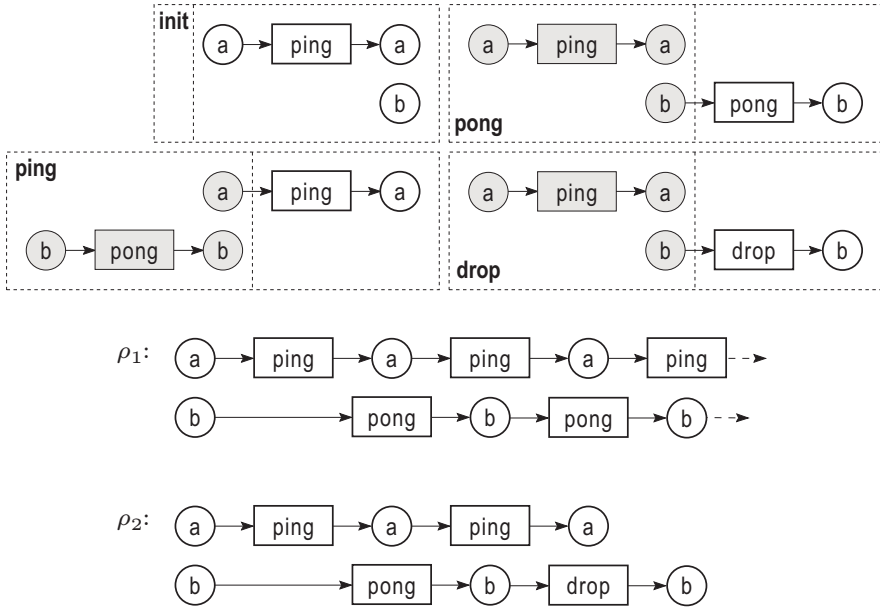 init
a ping a
b
a ping a
b pong b
pong
ping
a ping a
b pong b
a ping a
b drop b
drop
ρ1: a ping a ping a ping
b pong b pong b
ρ2: a ping a ping a
b pong b drop b